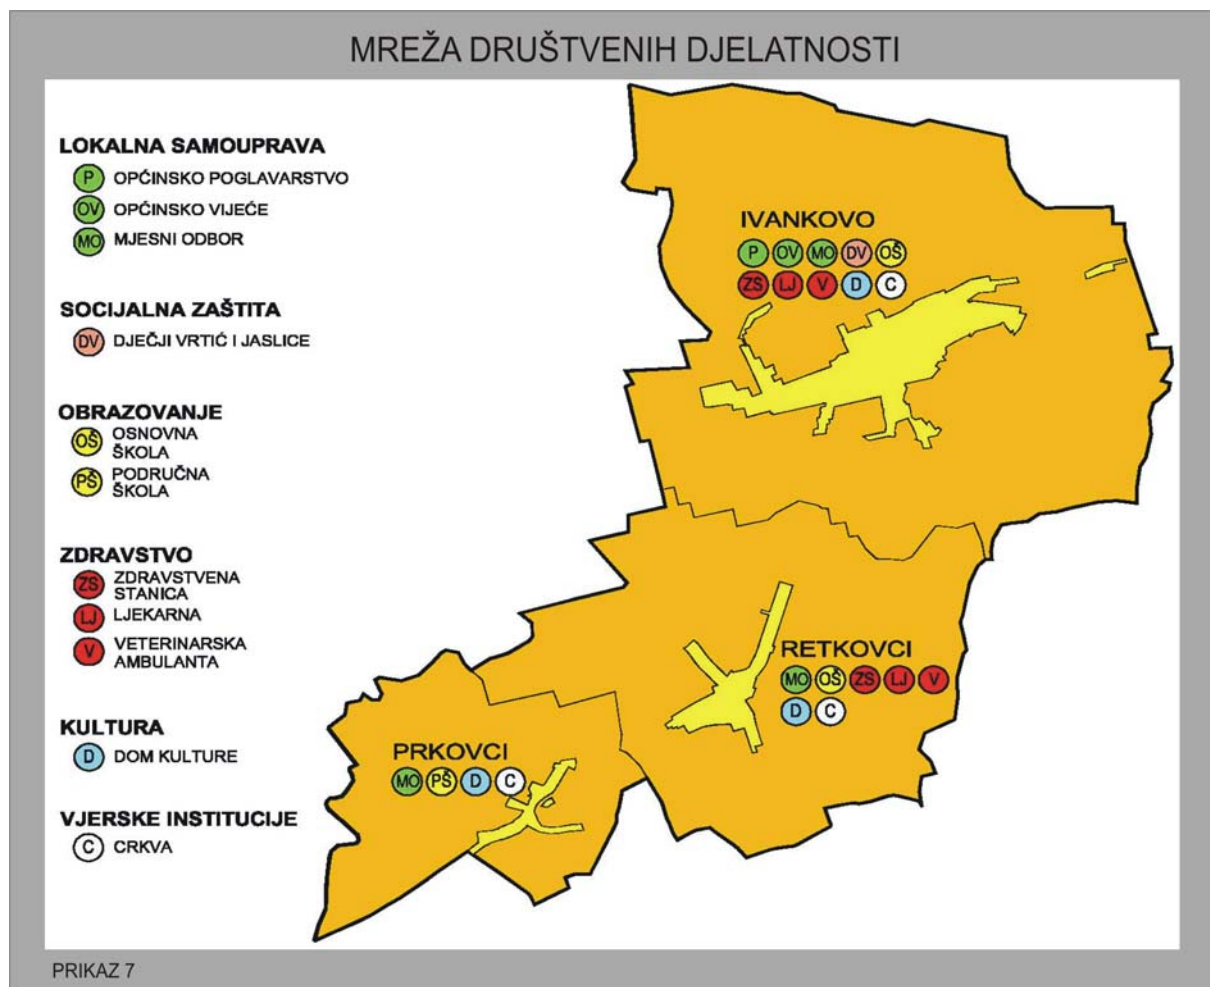 MREŽA DRUŠTVENIH DJELATNOSTI
LOKALNA SAMOUPRAVA
P OPĆINSKO POGLAVARSTVO
OV OPĆINSKO VIJEĆE
MO MJESNI ODBOR
SOCIJALNA ZAŠTITA
DV DJEČJI VRTIĆ I JASLICE
OBRAZOVANJE
OŠ OSNOVNA
ŠKOLA
PŠ PODRUČNA
ŠKOLA
ZDRAVSTVO
ZS ZDRAVSTVENA
STANICA
LJ LJEKARNA
V VETERINARSKA
AMBULANTA
KULTURA
D DOM KULTURE
VJERSKE INSTITUCIJE
C CRKVA
IVANKOVO
P OV MO DV OŠ
ZS LJ V D C
RETKOVCI
MO OŠ ZS LJ V
D C
PRKOVCI
MO PŠ D C
PRIKAZ 7